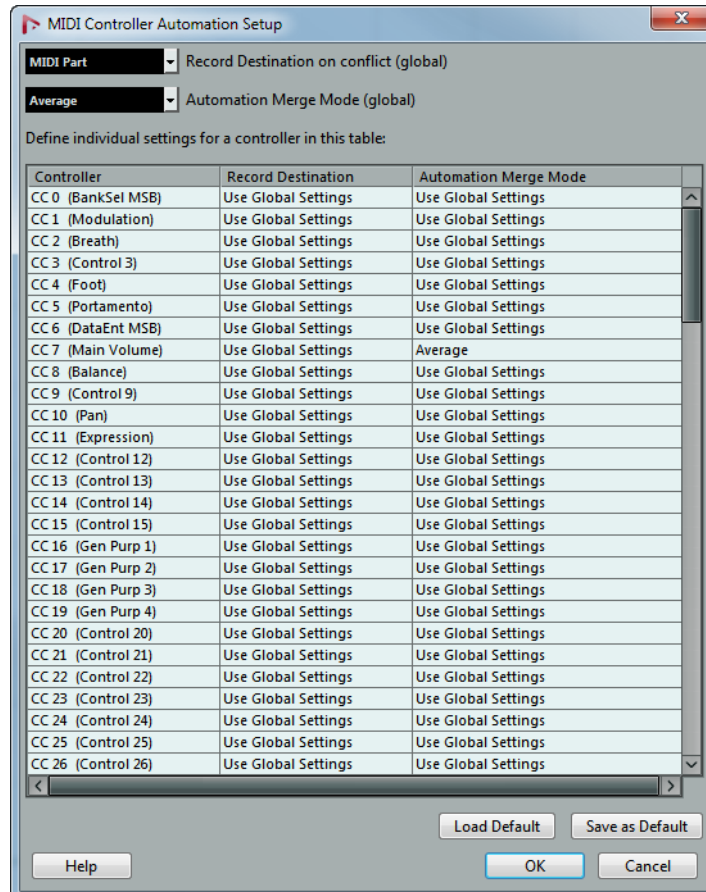 MIDI Controller Automation Setup
MIDI Part Record Destination on conflict (global)
Average Automation Merge Mode (global)
Define individual settings for a controller in this table:
Controller Record Destination Automation Merge Mode
CC 0 (BankSel MSB) Use Global Settings Use Global Settings
CC 1 (Modulation) Use Global Settings Use Global Settings
CC 2 (Breath) Use Global Settings Use Global Settings
CC 3 (Control 3) Use Global Settings Use Global Settings
CC 4 (Foot) Use Global Settings Use Global Settings
CC 5 (Portamento) Use Global Settings Use Global Settings
CC 6 (DataEnt MSB) Use Global Settings Use Global Settings
CC 7 (Main Volume) Use Global Settings Average
CC 8 (Balance) Use Global Settings Use Global Settings
CC 9 (Control 9) Use Global Settings Use Global Settings
CC 10 (Pan) Use Global Settings Use Global Settings
CC 11 (Expression) Use Global Settings Use Global Settings
CC 12 (Control 12) Use Global Settings Use Global Settings
CC 13 (Control 13) Use Global Settings Use Global Settings
CC 14 (Control 14) Use Global Settings Use Global Settings
CC 15 (Control 15) Use Global Settings Use Global Settings
CC 16 (Gen Purp 1) Use Global Settings Use Global Settings
CC 17 (Gen Purp 2) Use Global Settings Use Global Settings
CC 18 (Gen Purp 3) Use Global Settings Use Global Settings
CC 19 (Gen Purp 4) Use Global Settings Use Global Settings
CC 20 (Control 20) Use Global Settings Use Global Settings
CC 21 (Control 21) Use Global Settings Use Global Settings
CC 22 (Control 22) Use Global Settings Use Global Settings
CC 23 (Control 23) Use Global Settings Use Global Settings
CC 24 (Control 24) Use Global Settings Use Global Settings
CC 25 (Control 25) Use Global Settings Use Global Settings
CC 26 (Control 26) Use Global Settings Use Global Settings
Load Default Save as Default
Help OK Cancel